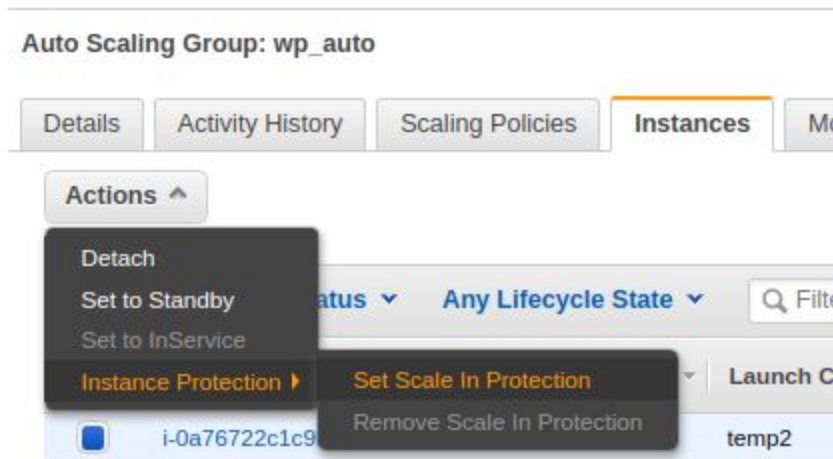 Auto Scaling Group: wp_auto
Details Activity History Scaling Policies Instances
Actions
Detach
Set to Standby Any Lifecycle State
Set to InService
Instance Protection Set Scale In Protection Launch C
Remove Scale In Protection
i-0a76722c1c9 temp2